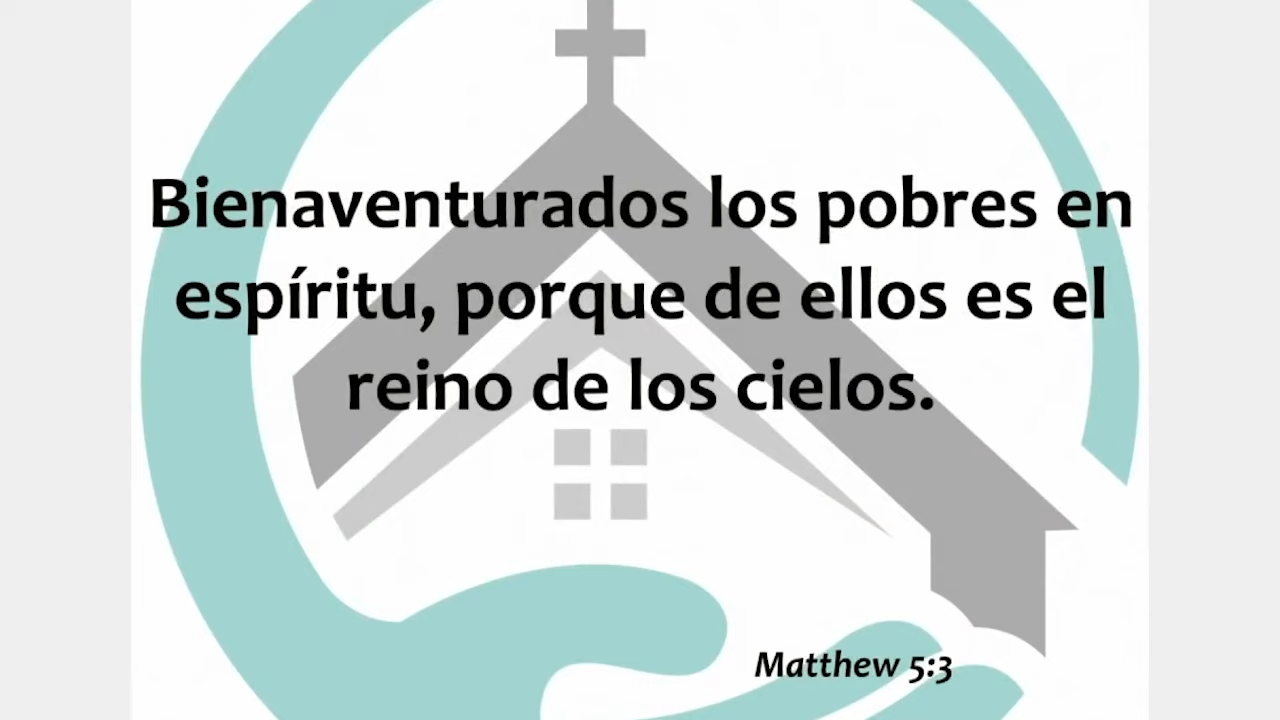 Bienaventurados los pobres en
espíritu, porque de ellos es el
reino de los cielos.
Matthew 5:3